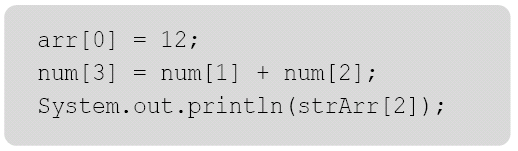 arr[0] = 12;
num[3] = num[1] + num[2];
System.out.println(strArr[2]);